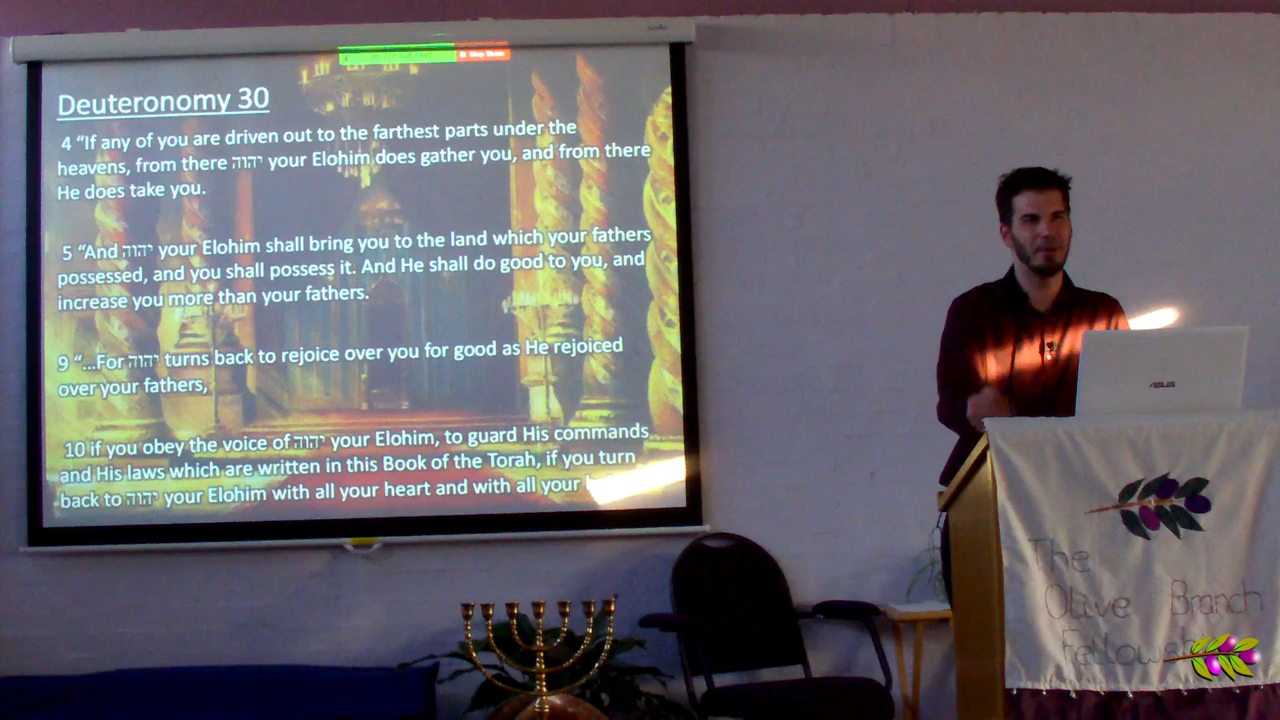 Stop Share
Deuteronomy 30
4 “If any of you are driven out to the farthest parts under the
heavens, from there יהוה your Elohim does gather you, and from there
He does take you.
5 “And יהוה your Elohim shall bring you to the land which your fathers
possessed, and you shall possess it. And He shall do good to you, and
increase you more than your fathers.
9 “...For יהוה turns back to rejoice over you for good as He rejoiced
over your fathers,
10 if you obey the voice of יהוה your Elohim, to guard His commands
and His laws which are written in this Book of the Torah, if you turn
back to יהוה your Elohim with all your heart and with all your
ASUS
The
Olive Branch